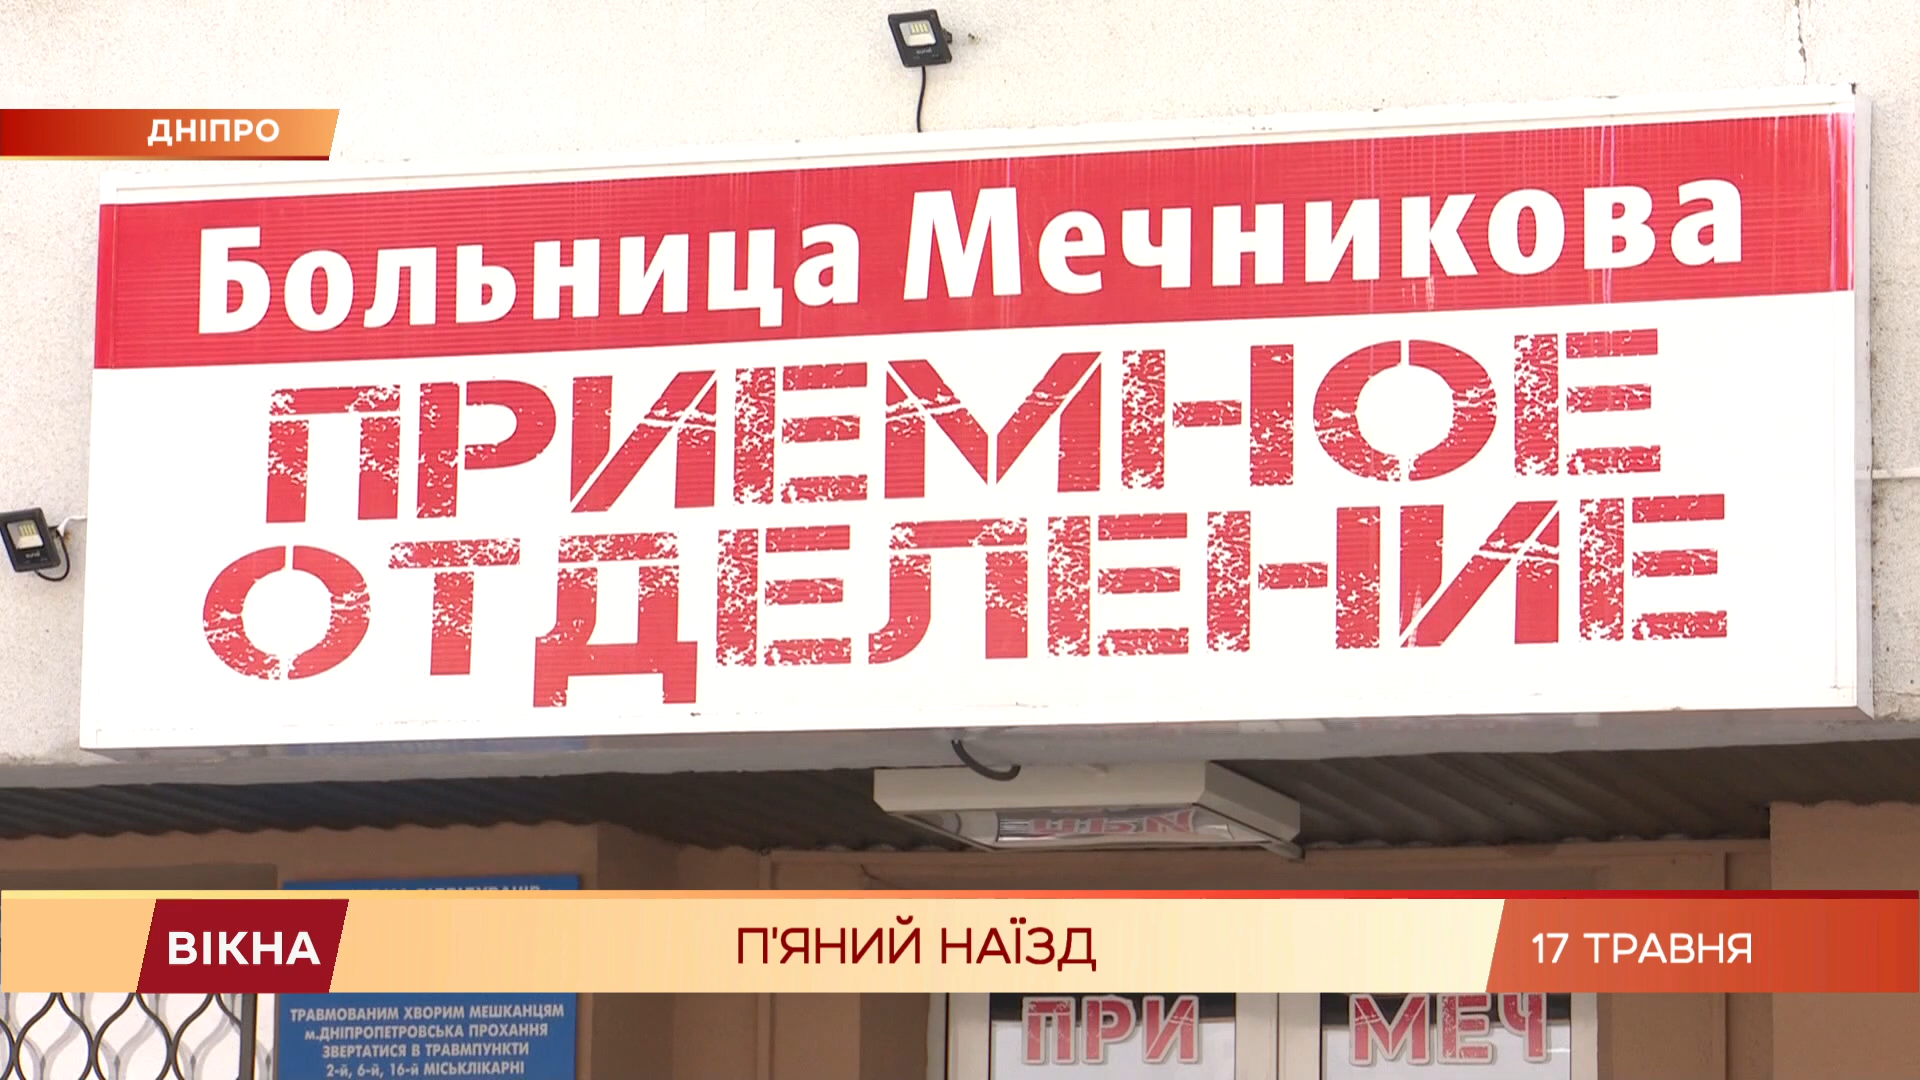 ДНІПРО
Больница Мечникова
ПРИЕМНОЕ
ОТДЕЛЕНИЕ
ВІКНА
П'ЯНИЙ НАЇЗД
17 ТРАВНЯ
ТРАВМОВАНИМ ХВОРИМ МЕШКАНЦЯМ
м.ДНІПРОПЕТРОВСЬКА ПРОХАННЯ
ЗВЕРТАТИСЯ В ТРАВМПУНКТИ
2-й, 6-й, 16-й МІСЬКЛІКАРНІ
ПРИ
МЕЧ